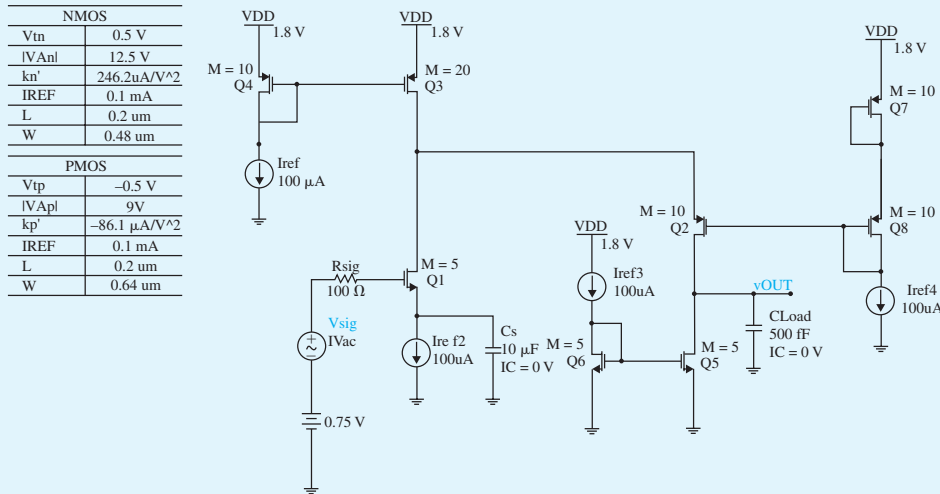 NMOS
Vtn 0.5 V
|VAn| 12.5 V
kn' 246.2uA/V^2
IREF 0.1 mA
L 0.2 um
W 0.48 um
PMOS
Vtp –0.5 V
|VAp| 9V
kp' –86.1 μA/V^2
IREF 0.1 mA
L 0.2 um
W 0.64 um
VDD
1.8 V
M = 10
Q4
Iref
100 μA
VDD
1.8 V
M = 20
Q3
M = 5
Q1
Rsig
100 Ω
Vsig
IVac
0.75 V
Ire f2
100uA
Cs
10 μF
IC = 0 V
VDD
1.8 V
Iref3
100uA
M = 5
Q6
M = 10
Q2
M = 5
Q5
vOUT
CLoad
500 fF
IC = 0 V
VDD
1.8 V
M = 10
Q7
M = 10
Q8
Iref4
100uA